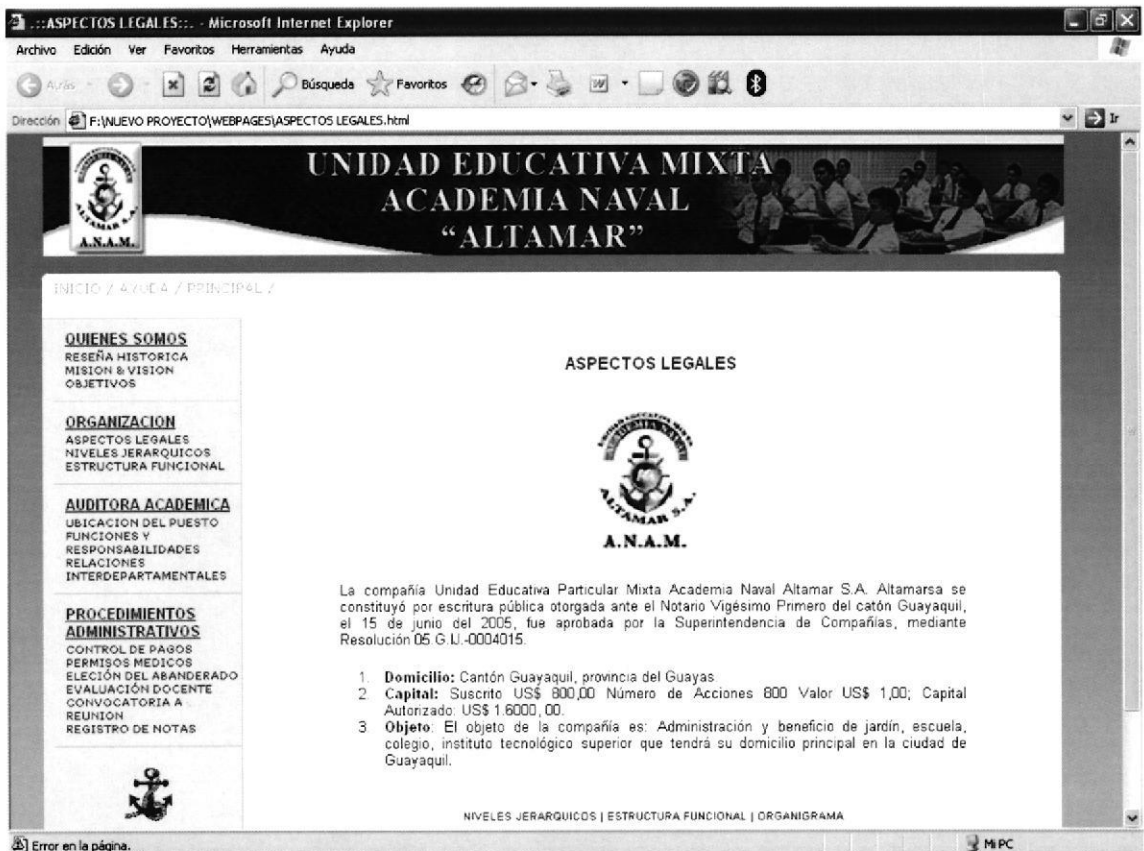 .::ASPECTOS LEGALES::. - Microsoft Internet Explorer
Archivo Edición Ver Favoritos Herramientas Ayuda
Atrás Búsqueda Favoritos
Dirección F:\NUEVO PROYECTO\WEBPAGES\ASPECTOS LEGALES.html Ir
UNIDAD EDUCATIVA MIXTA
ACADEMIA NAVAL
“ALTAMAR”
ALTAMAR S.A.
A.N.A.M.
INICIO / AYUDA / PRINCIPAL /
QUIENES SOMOS
RESEÑA HISTORICA
MISION & VISION
OBJETIVOS
ORGANIZACION
ASPECTOS LEGALES
NIVELES JERARQUICOS
ESTRUCTURA FUNCIONAL
AUDITORA ACADEMICA
UBICACION DEL PUESTO
FUNCIONES Y
RESPONSABILIDADES
RELACIONES
INTERDEPARTAMENTALES
PROCEDIMIENTOS
ADMINISTRATIVOS
CONTROL DE PAGOS
PERMISOS MEDICOS
ELECIÓN DEL ABANDERADO
EVALUACIÓN DOCENTE
CONVOCATORIA A
REUNION
REGISTRO DE NOTAS
ASPECTOS LEGALES
UNIDAD EDUCATIVA MIXTA
ACADEMIA NAVAL
ALTAMAR S.A.
A.N.A.M.
La compañía Unidad Educativa Particular Mixta Academia Naval Altamar S.A. Altamarsa se
constituyó por escritura pública otorgada ante el Notario Vigésimo Primero del catón Guayaquil,
el 15 de junio del 2005, fue aprobada por la Superintendencia de Compañías, mediante
Resolución 05.G.IJ.-0004015.
1. Domicilio: Cantón Guayaquil, provincia del Guayas
2. Capital: Suscrito US$ 800,00 Número de Acciones 800 Valor US$ 1,00; Capital
Autorizado: US$ 1.6000, 00.
3. Objeto: El objeto de la compañía es: Administración y beneficio de jardín, escuela,
colegio, instituto tecnológico superior que tendrá su domicilio principal en la ciudad de
Guayaquil.
NIVELES JERARQUICOS | ESTRUCTURA FUNCIONAL | ORGANIGRAMA
Error en la página. Mi PC